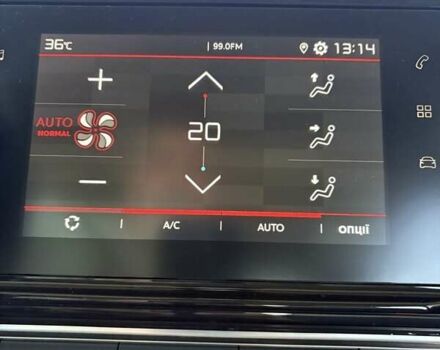 36°C | 99.0FM 13:14
+
AUTO
NORMAL
20
—
A/C | AUTO | ОПЦІЇ